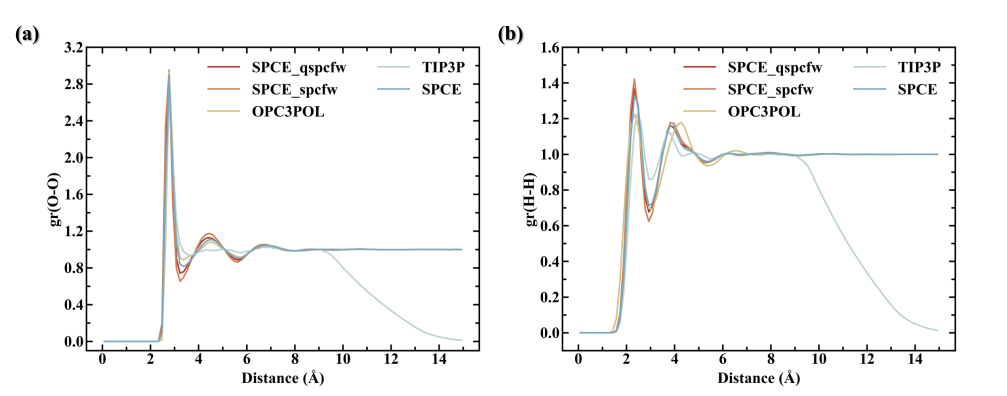 (a)
3.2
2.8
2.4
2.0
1.6
1.2
0.8
0.4
0.0
gr(O-O)
SPCE_qspcfw
SPCE_spcfw
OPC3POL
TIP3P
SPCE
0 2 4 6 8 10 12 14
Distance (Å)
(b)
1.6
1.4
1.2
1.0
0.8
0.6
0.4
0.2
0.0
gr(H-H)
SPCE_qspcfw
SPCE_spcfw
OPC3POL
TIP3P
SPCE
0 2 4 6 8 10 12 14
Distance (Å)